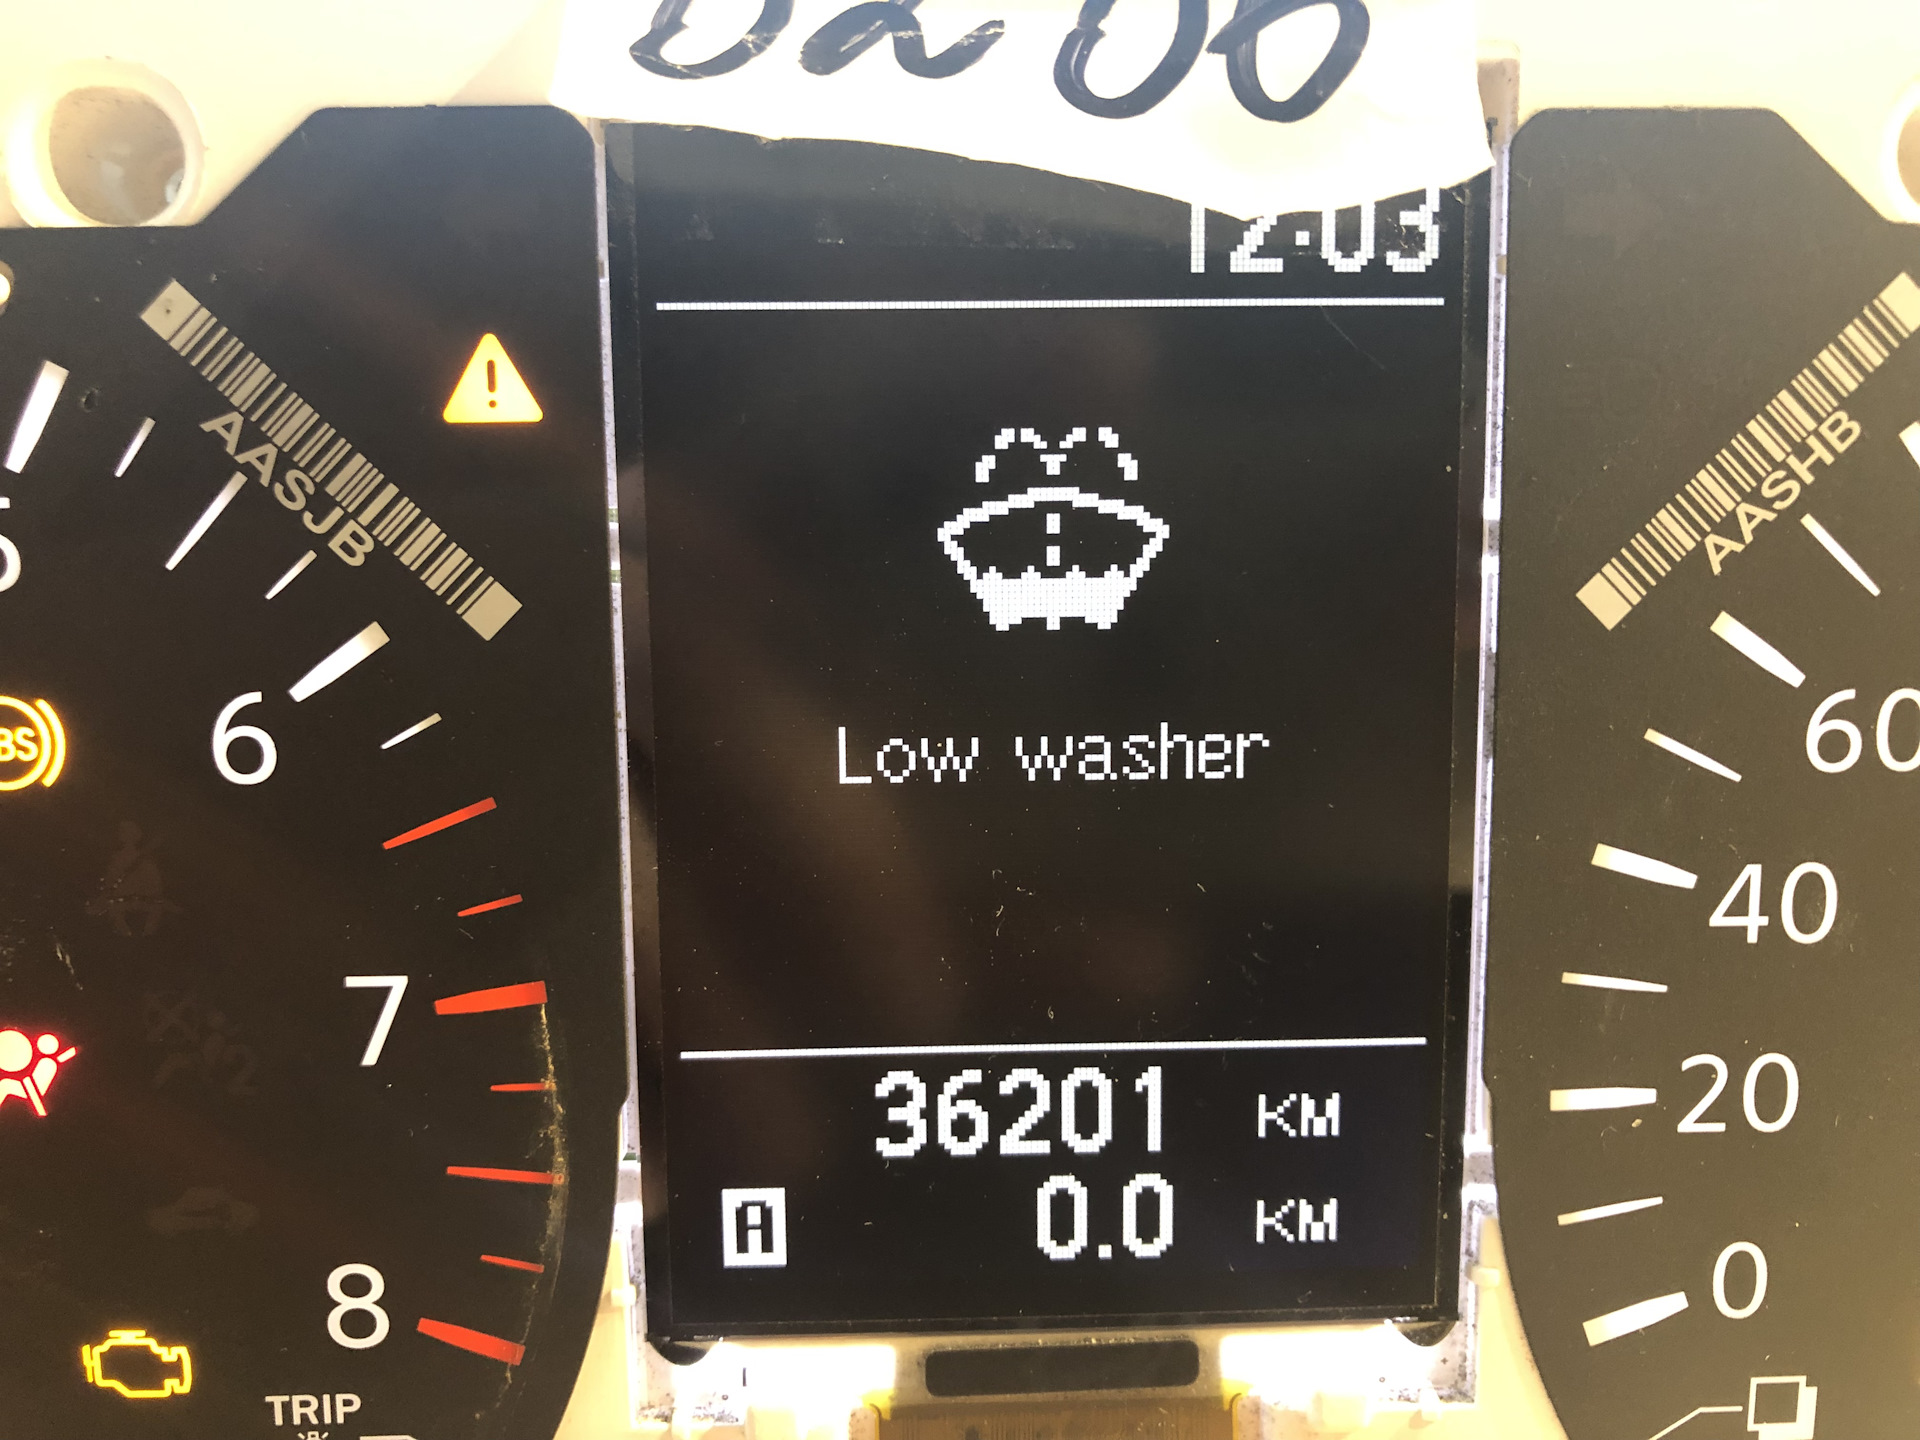 12:03
AASJB
AASHB
6
60
Low washer
40
7
20
36201 KM
A 0.0 KM
0
8
TRIP